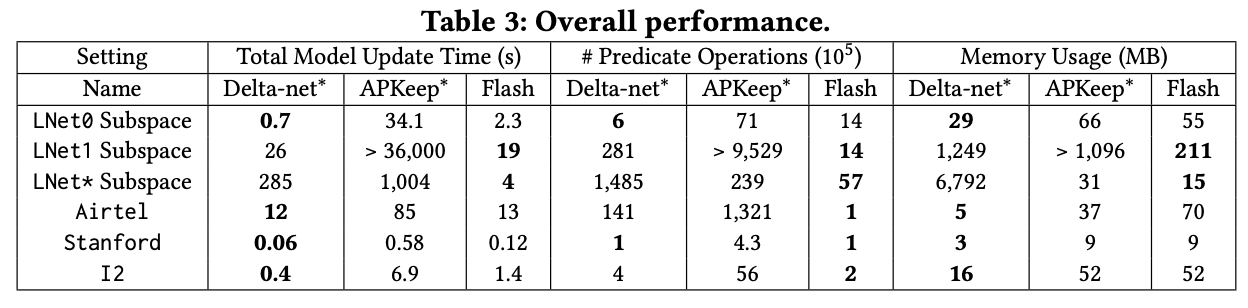 Table 3: Overall performance.
Setting Total Model Update Time (s) # Predicate Operations (10⁵) Memory Usage (MB)
Name Delta-net* APKeep* Flash Delta-net* APKeep* Flash Delta-net* APKeep* Flash
LNet0 Subspace 0.7 34.1 2.3 6 71 14 29 66 55
LNet1 Subspace 26 > 36,000 19 281 > 9,529 14 1,249 > 1,096 211
LNet* Subspace 285 1,004 4 1,485 239 57 6,792 31 15
Airtel 12 85 13 141 1,321 1 5 37 70
Stanford 0.06 0.58 0.12 1 4.3 1 3 9 9
I2 0.4 6.9 1.4 4 56 2 16 52 52